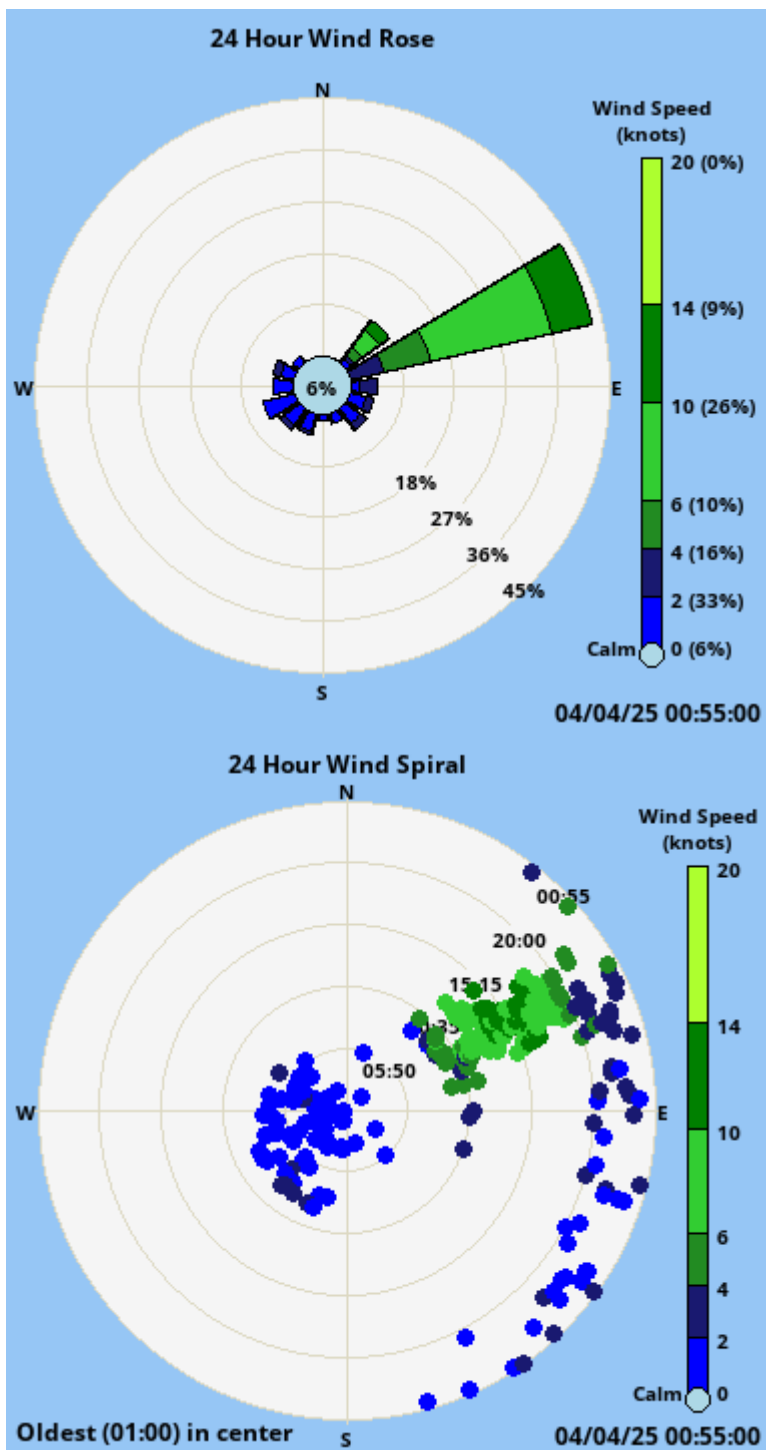 24 Hour Wind Rose
N
Wind Speed
(knots)
20 (0%)
14 (9%)
W
6%
E
10 (26%)
18%
27%
6 (10%)
36%
4 (16%)
45%
2 (33%)
Calm
0 (6%)
S
04/04/25 00:55:00
24 Hour Wind Spiral
N
Wind Speed
(knots)
20
00:55
20:00
15:15
14
05:50
W
E
10
6
4
2
Calm
0
Oldest (01:00) in center
S
04/04/25 00:55:00